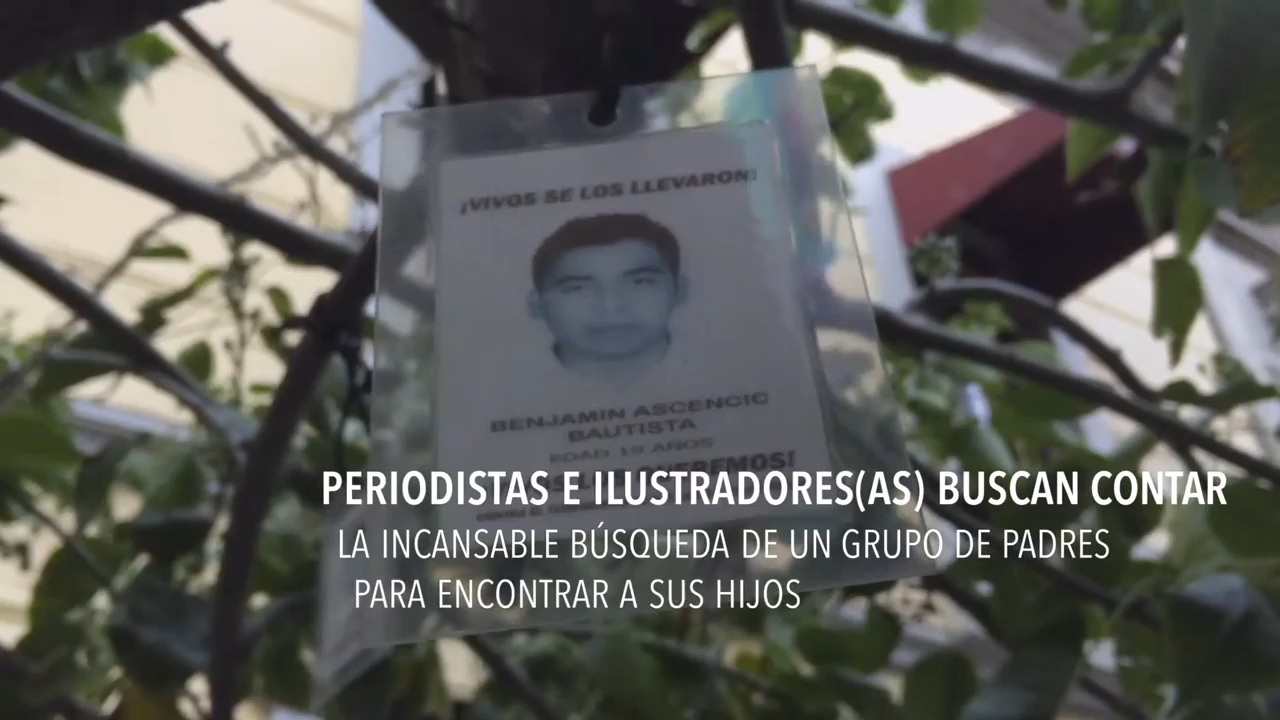 ¡VIVOS SE LOS LLEVARON!
BENJAMIN ASCENCIO
BAUTISTA
EDAD 19 AÑOS
QUEREMOS!
PERIODISTAS E ILUSTRADORES(AS) BUSCAN CONTAR
LA INCANSABLE BÚSQUEDA DE UN GRUPO DE PADRES
PARA ENCONTRAR A SUS HIJOS